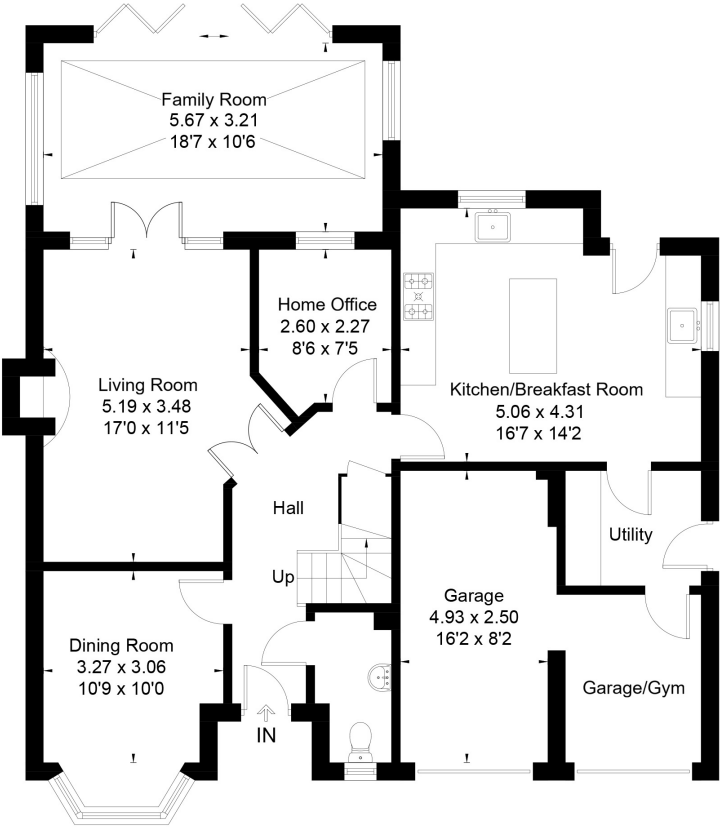 Family Room
5.67 x 3.21
18'7 x 10'6
Home Office
2.60 x 2.27
8'6 x 7'5
Living Room
5.19 x 3.48
17'0 x 11'5
Kitchen/Breakfast Room
5.06 x 4.31
16'7 x 14'2
Hall
Utility
Up
Garage
4.93 x 2.50
16'2 x 8'2
Dining Room
3.27 x 3.06
10'9 x 10'0
Garage/Gym
IN